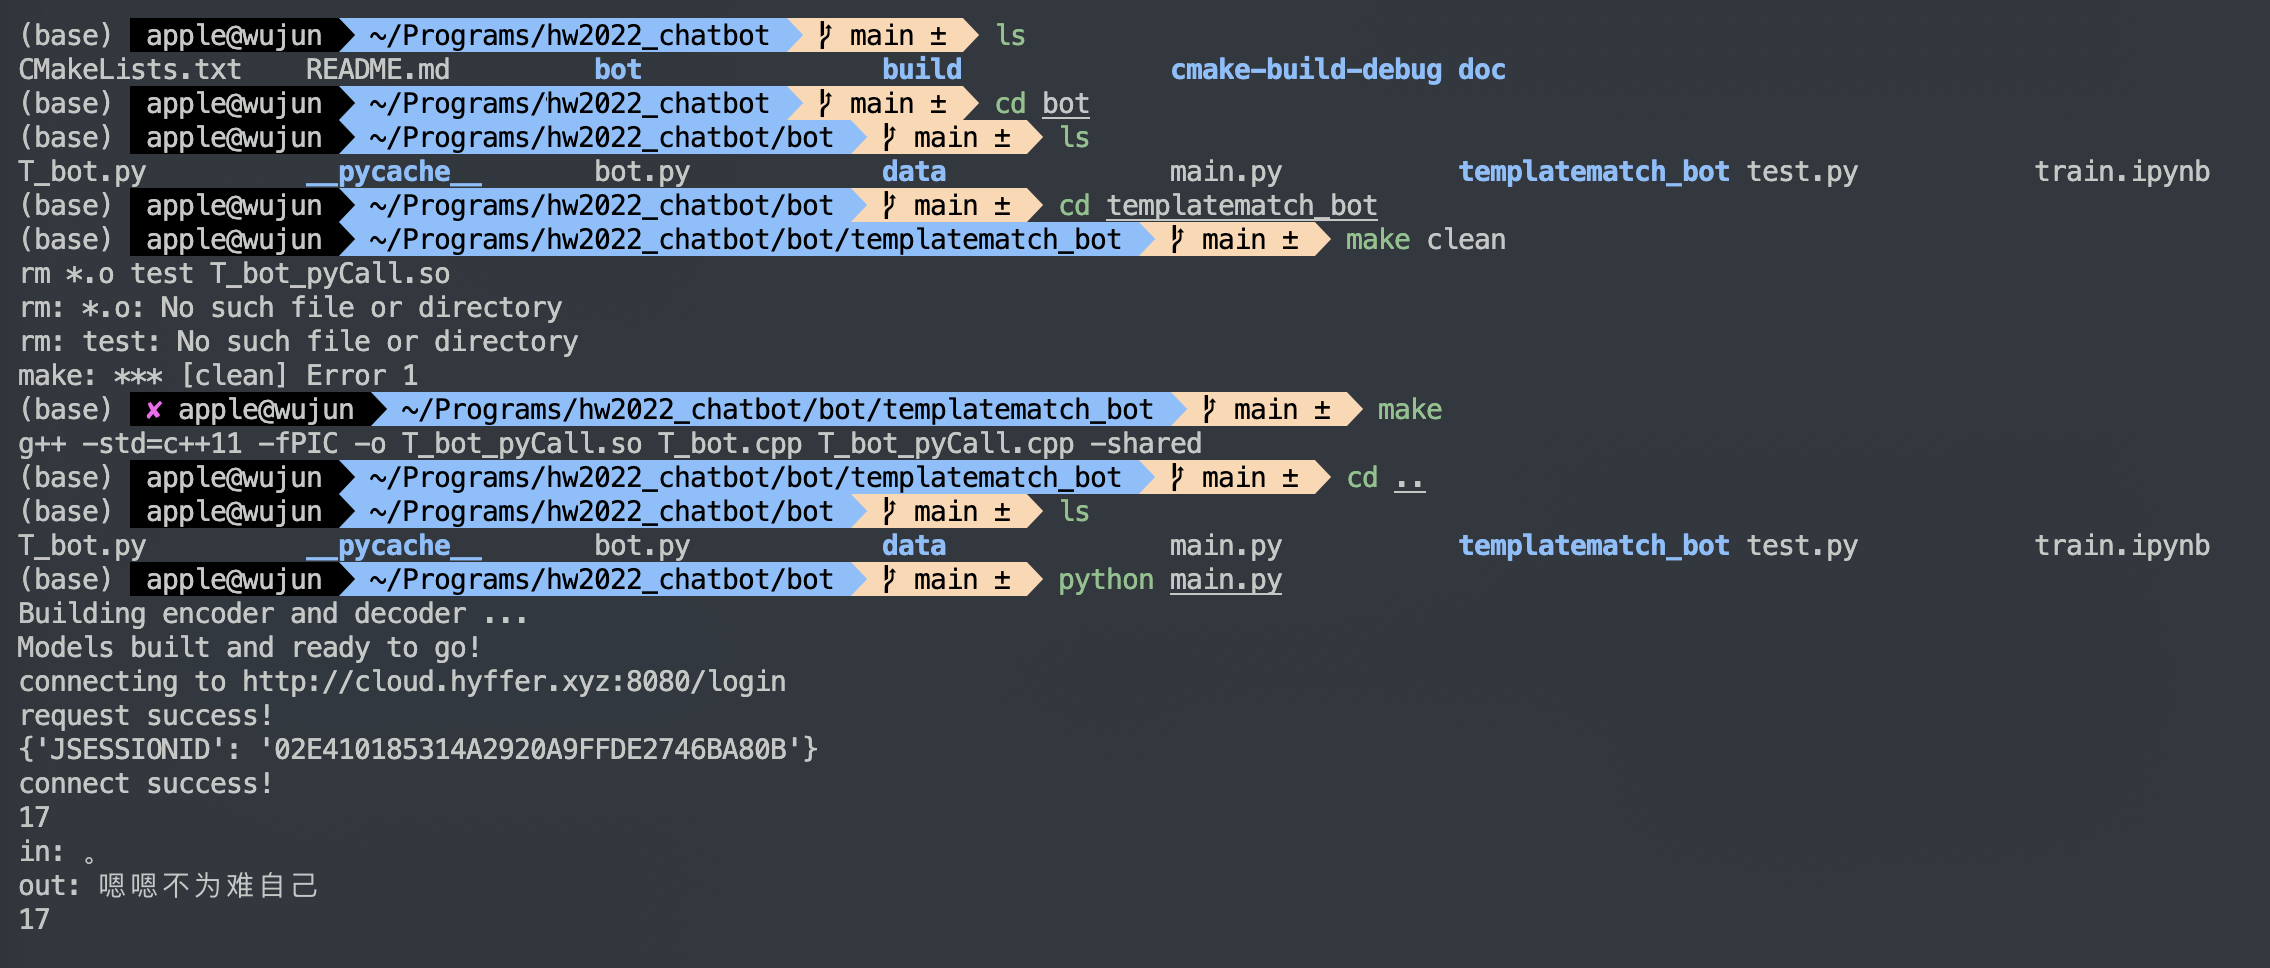 (base) apple@wujun ~/Programs/hw2022_chatbot main ± ls
CMakeLists.txt README.md bot build cmake-build-debug doc
(base) apple@wujun ~/Programs/hw2022_chatbot main ± cd bot
(base) apple@wujun ~/Programs/hw2022_chatbot/bot main ± ls
T_bot.py __pycache__ bot.py data main.py templatematch_bot test.py train.ipynb
(base) apple@wujun ~/Programs/hw2022_chatbot/bot main ± cd templatematch_bot
(base) apple@wujun ~/Programs/hw2022_chatbot/bot/templatematch_bot main ± make clean
rm *.o test T_bot_pyCall.so
rm: *.o: No such file or directory
rm: test: No such file or directory
make: *** [clean] Error 1
(base) ✘ apple@wujun ~/Programs/hw2022_chatbot/bot/templatematch_bot main ± make
g++ -std=c++11 -fPIC -o T_bot_pyCall.so T_bot.cpp T_bot_pyCall.cpp -shared
(base) apple@wujun ~/Programs/hw2022_chatbot/bot/templatematch_bot main ± cd ..
(base) apple@wujun ~/Programs/hw2022_chatbot/bot main ± ls
T_bot.py __pycache__ bot.py data main.py templatematch_bot test.py train.ipynb
(base) apple@wujun ~/Programs/hw2022_chatbot/bot main ± python main.py
Building encoder and decoder ...
Models built and ready to go!
connecting to http://cloud.hyffer.xyz:8080/login
request success!
{'JSESSIONID': '02E410185314A2920A9FFDE2746BA80B'}
connect success!
17
in: 。
out: 嗯嗯不为难自己
17